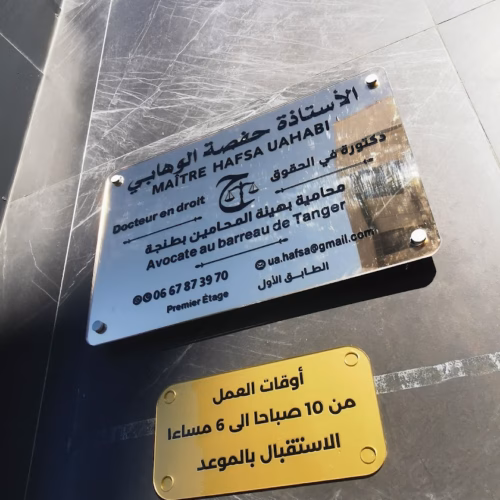 الأستاذة حفصة الوهابي
MAÎTRE HAFSA UAHABI
دكتورة في الحقوق
Docteur en droit
محامية بهيئة المحامين بطنجة
Avocate au barreau de Tanger
06 67 87 39 70
ua.hafsa@gmail.com
Premier Étage
الطابق الأول
أوقات العمل
من 10 صباحا الى 6 مساءا
الاستقبال بالموعد